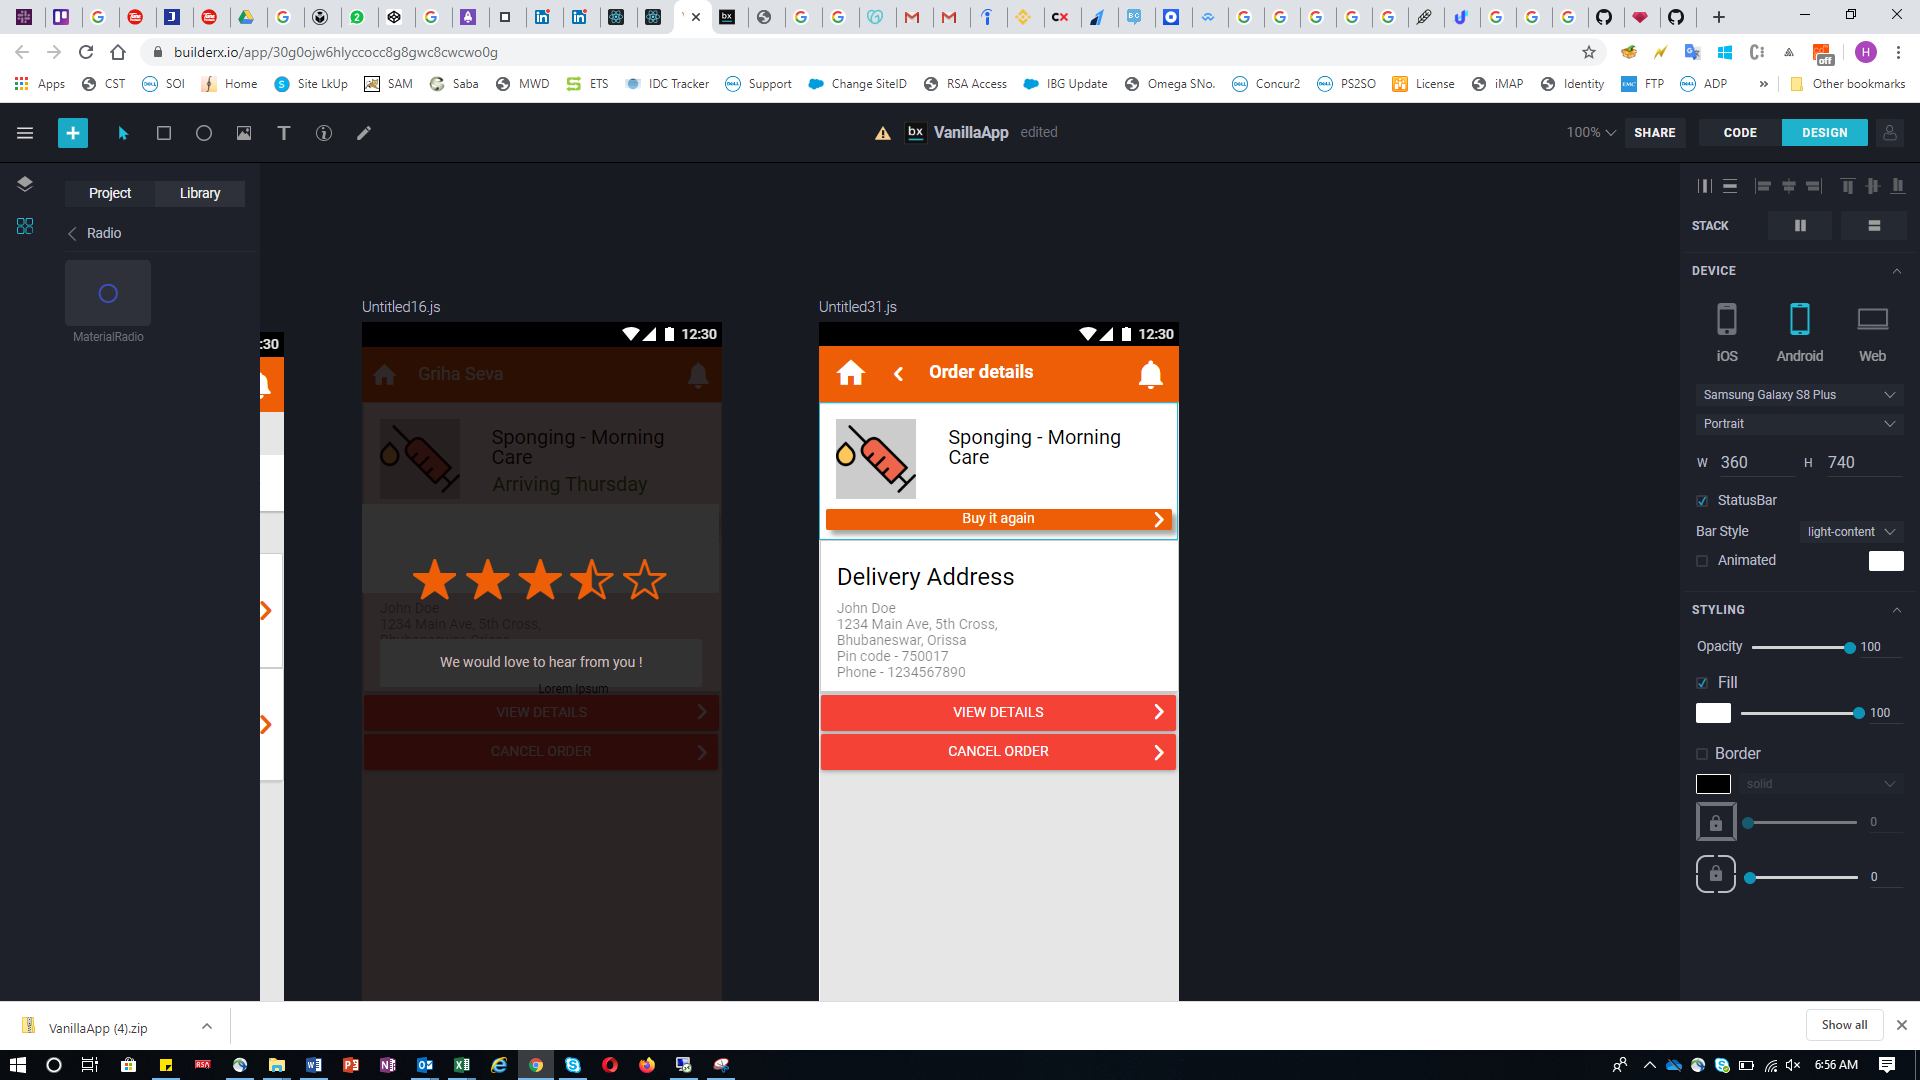 builderx.io/app/30g0ojw6hlyccocc8g8gwc8cwcwo0g
off
H
Apps
CST
SOI
Home
Site LkUp
SAM
Saba
MWD
ETS
IDC Tracker
Support
Change SiteID
RSA Access
IBG Update
Omega SNo.
Concur2
PS2SO
License
iMAP
Identity
FTP
ADP
»
Other bookmarks
bx VanillaApp edited
100%
SHARE
CODE
DESIGN
Project
Library
Radio
MaterialRadio
:30
Untitled16.js
12:30
Griha Seva
Sponging - Morning
Care
Arriving Thursday
John Doe
1234 Main Ave, 5th Cross,
Bhubaneswar, Orissa
We would love to hear from you !
Lorem Ipsum
VIEW DETAILS
CANCEL ORDER
Untitled31.js
12:30
Order details
Sponging - Morning
Care
Buy it again
Delivery Address
John Doe
1234 Main Ave, 5th Cross,
Bhubaneswar, Orissa
Pin code - 750017
Phone - 1234567890
VIEW DETAILS
CANCEL ORDER
STACK
DEVICE
iOS
Android
Web
Samsung Galaxy S8 Plus
Portrait
W 360 H 740
StatusBar
Bar Style light-content
Animated
STYLING
Opacity 100
Fill
100
Border
solid
0
0
VanillaApp (4).zip
Show all
6:56 AM